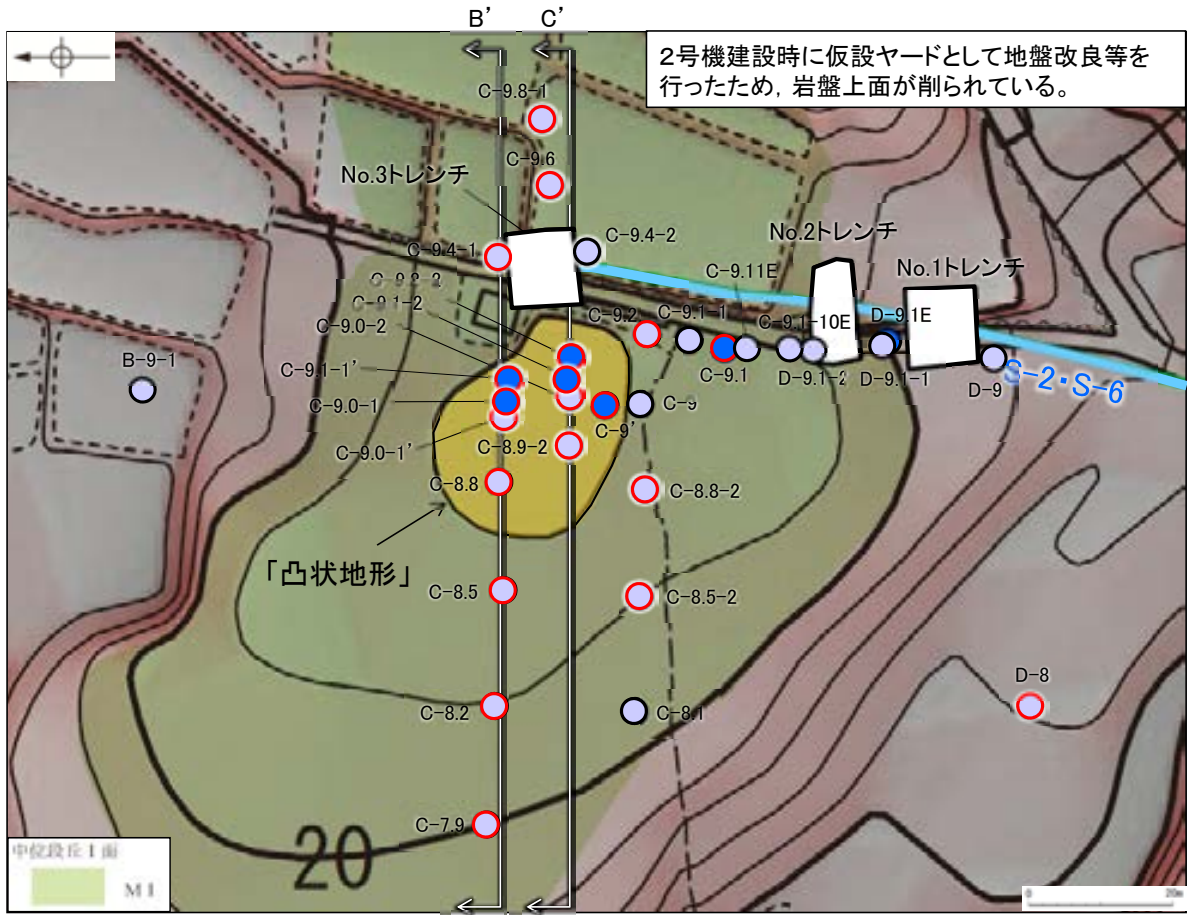 B’
C’
2号機建設時に仮設ヤードとして地盤改良等を
行ったため，岩盤上面が削られている。
C-9.8-1
C-9.6
No.3トレンチ
C-9.4-1
C-9.4-2
No.2トレンチ
No.1トレンチ
C-9.2-2
C-9.1-2
C-9.0-2
C-9.11E
C-9.2
C-9.1-1
C-9.1-10E
D-9.1E
B-9-1
C-9.1-1’
C-9.1
D-9.1-2
D-9.1-1
D-9
S-2・S-6
C-9.0-1
C-9
C-9’
C-9.0-1’
C-8.9-2
C-8.8
C-8.8-2
「凸状地形」
C-8.5
C-8.5-2
C-8.2
C-8.1
D-8
C-7.9
20
中位段丘Ⅰ面
MⅠ
0
20m